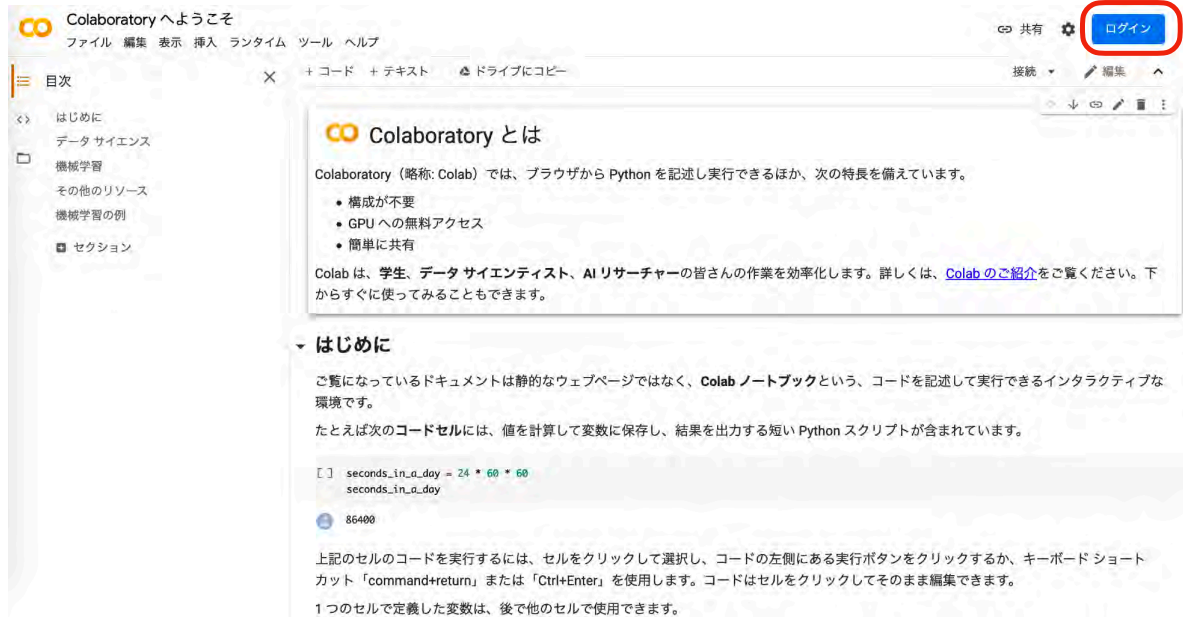 Colaboratory へようこそ
ファイル 編集 表示 挿入 ランタイム ツール ヘルプ
共有
ログイン
目次
はじめに
データ サイエンス
機械学習
その他のリソース
機械学習の例
セクション
+ コード + テキスト ドライブにコピー
接続
編集
CO Colaboratory とは
Colaboratory（略称: Colab）では、ブラウザから Python を記述し実行できるほか、次の特長を備えています。
• 構成が不要
• GPU への無料アクセス
• 簡単に共有
Colab は、学生、データ サイエンティスト、AI リサーチャーの皆さんの作業を効率化します。詳しくは、Colab のご紹介をご覧ください。下
からすぐに使ってみることもできます。
はじめに
ご覧になっているドキュメントは静的なウェブページではなく、Colab ノートブックという、コードを記述して実行できるインタラクティブな
環境です。
たとえば次のコードセルには、値を計算して変数に保存し、結果を出力する短い Python スクリプトが含まれています。
[ ] seconds_in_a_day = 24 * 60 * 60
seconds_in_a_day
86400
上記のセルのコードを実行するには、セルをクリックして選択し、コードの左側にある実行ボタンをクリックするか、キーボード ショート
カット「command+return」または「Ctrl+Enter」を使用します。コードはセルをクリックしてそのまま編集できます。
1 つのセルで定義した変数は、後で他のセルで使用できます。